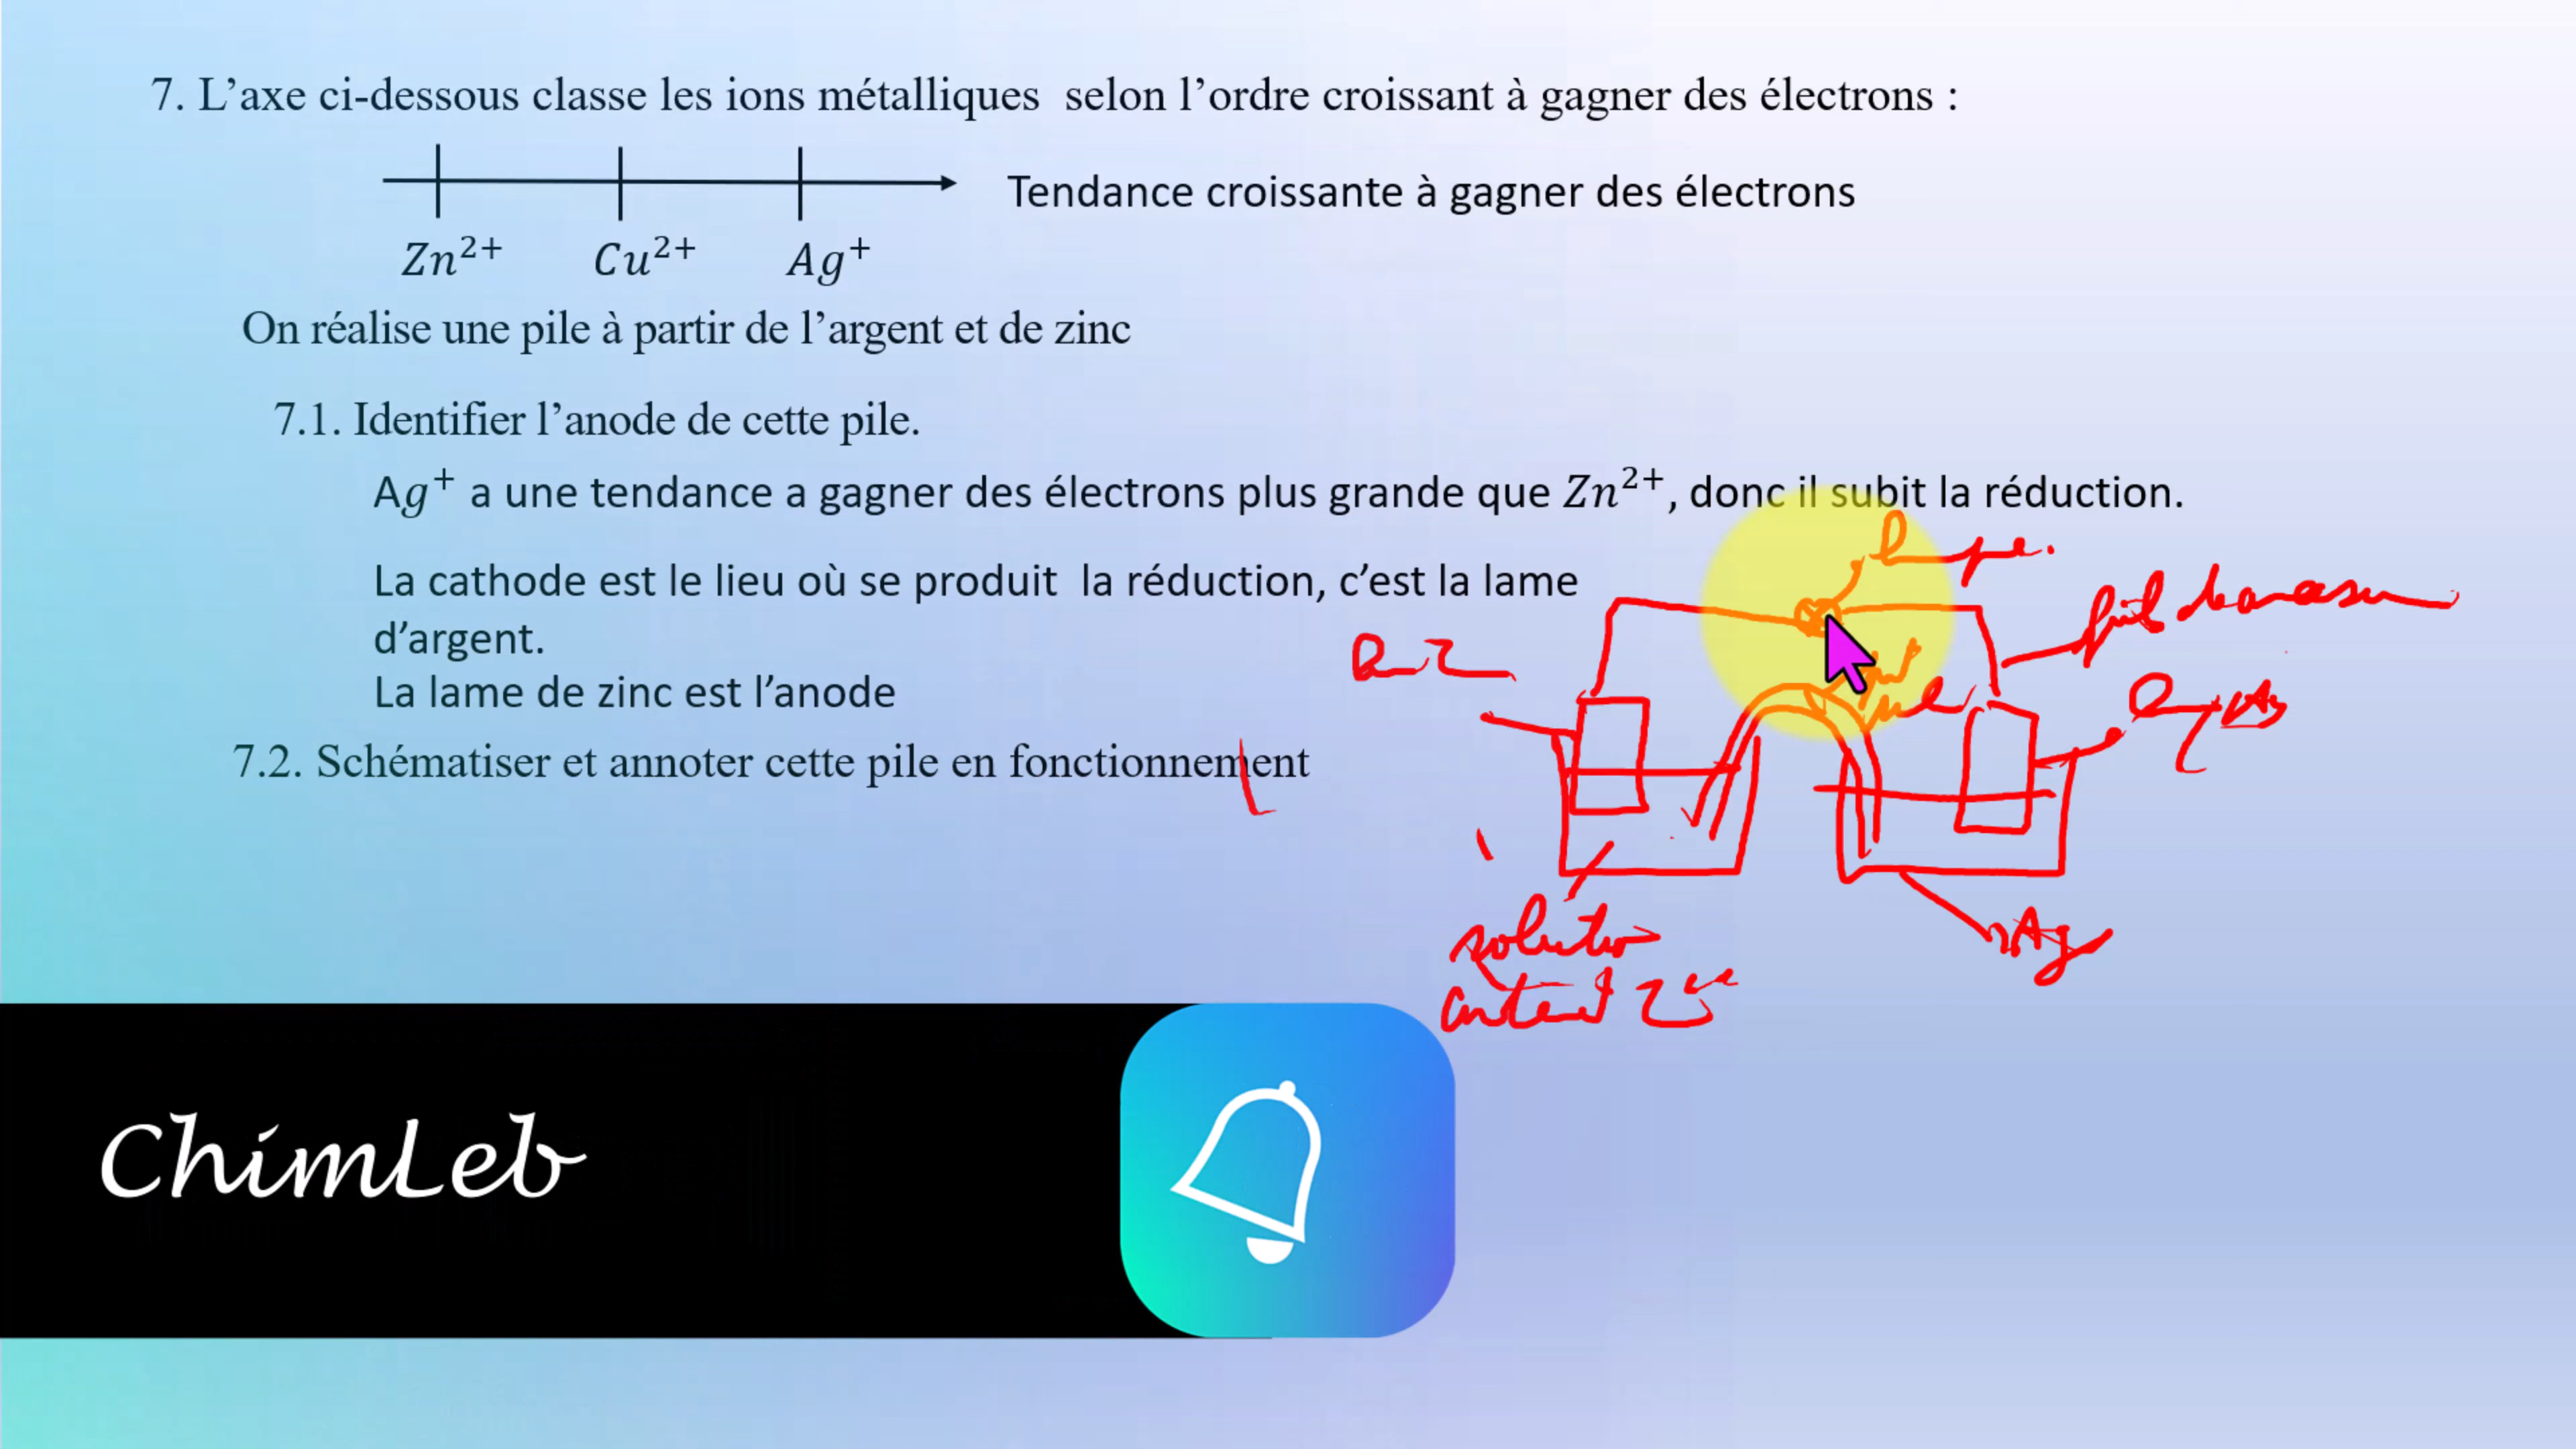 7. L'axe ci-dessous classe les ions métalliques selon l'ordre croissant à gagner des électrons :
Tendance croissante à gagner des électrons
Zn²⁺ Cu²⁺ Ag⁺
On réalise une pile à partir de l'argent et de zinc
7.1. Identifier l'anode de cette pile.
Ag⁺ a une tendance a gagner des électrons plus grande que Zn²⁺, donc il subit la réduction.
La cathode est le lieu où se produit la réduction, c'est la lame
d'argent.
La lame de zinc est l'anode
7.2. Schématiser et annoter cette pile en fonctionnement
solution
Ag
ChimLeb